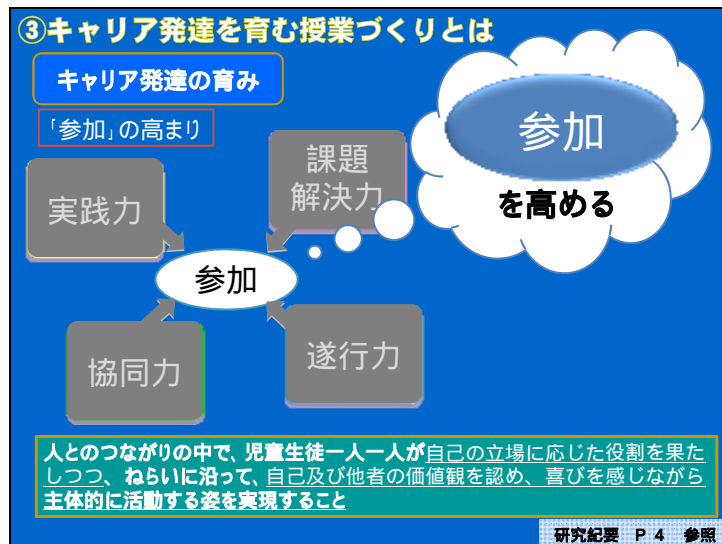 ③キャリア発達を育む授業づくりとは
キャリア発達の育み
「参加」の高まり
参加
を高める
課題
解決力
実践力
参加
協同力
遂行力
人とのつながりの中で、児童生徒一人一人が自己の立場に応じた役割を果た
しつつ、ねらいに沿って、自己及び他者の価値観を認め、喜びを感じながら
主体的に活動する姿を実現すること
研究紀要 P4 参照